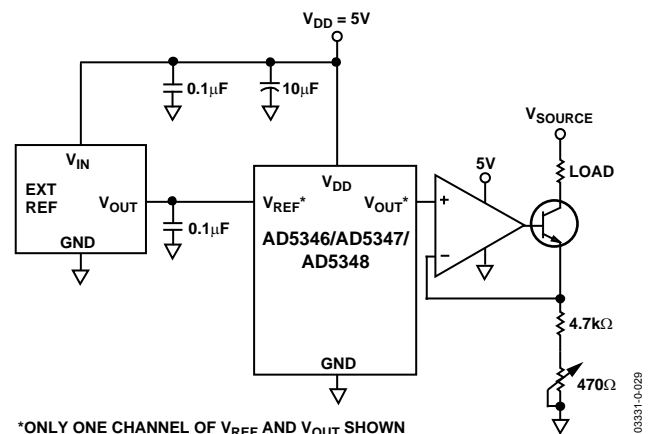 V_DD = 5V
0.1µF
10µF
V_SOURCE
LOAD
5V
V_IN
EXT
REF
V_OUT
GND
0.1µF
V_DD
V_REF*
V_OUT*
AD5346/AD5347/
AD5348
GND
+
−
4.7kΩ
470Ω
*ONLY ONE CHANNEL OF V_REF AND V_OUT SHOWN
03331-0-029